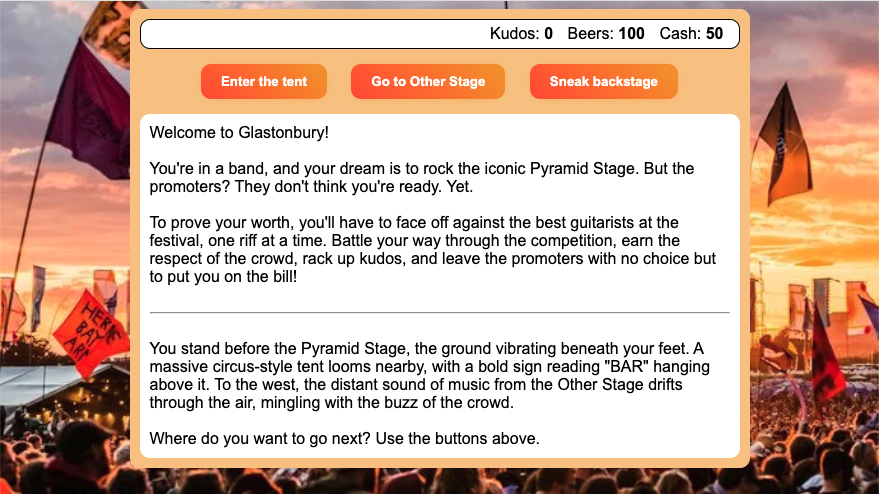 Kudos: 0 Beers: 100 Cash: 50
Enter the tent Go to Other Stage Sneak backstage
Welcome to Glastonbury!
You're in a band, and your dream is to rock the iconic Pyramid Stage. But the
promoters? They don't think you're ready. Yet.
To prove your worth, you'll have to face off against the best guitarists at the
festival, one riff at a time. Battle your way through the competition, earn the
respect of the crowd, rack up kudos, and leave the promoters with no choice but
to put you on the bill!
You stand before the Pyramid Stage, the ground vibrating beneath your feet. A
massive circus-style tent looms nearby, with a bold sign reading "BAR" hanging
above it. To the west, the distant sound of music from the Other Stage drifts
through the air, mingling with the buzz of the crowd.
Where do you want to go next? Use the buttons above.
HERNE
BAY